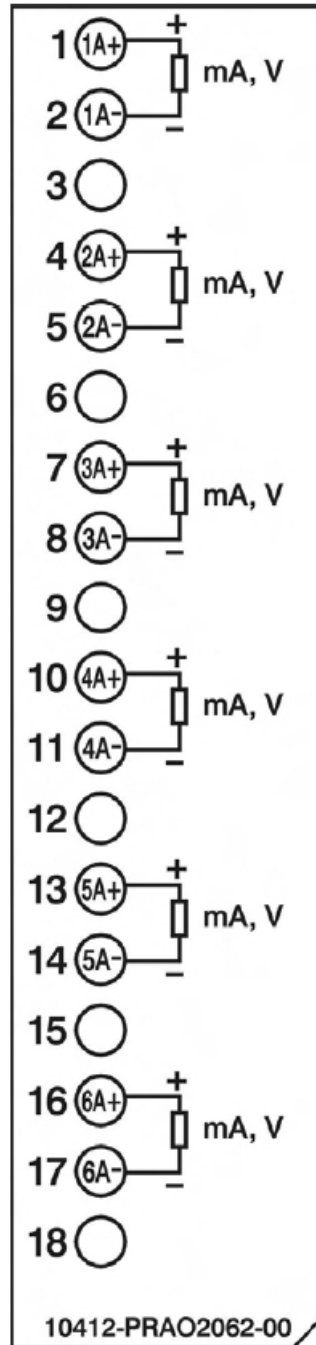 1 1A+ +
mA, V
2 1A- -
3
4 2A+ +
mA, V
5 2A- -
6
7 3A+ +
mA, V
8 3A- -
9
10 4A+ +
mA, V
11 4A- -
12
13 5A+ +
mA, V
14 5A- -
15
16 6A+ +
mA, V
17 6A- -
18
10412-PRAO2062-00